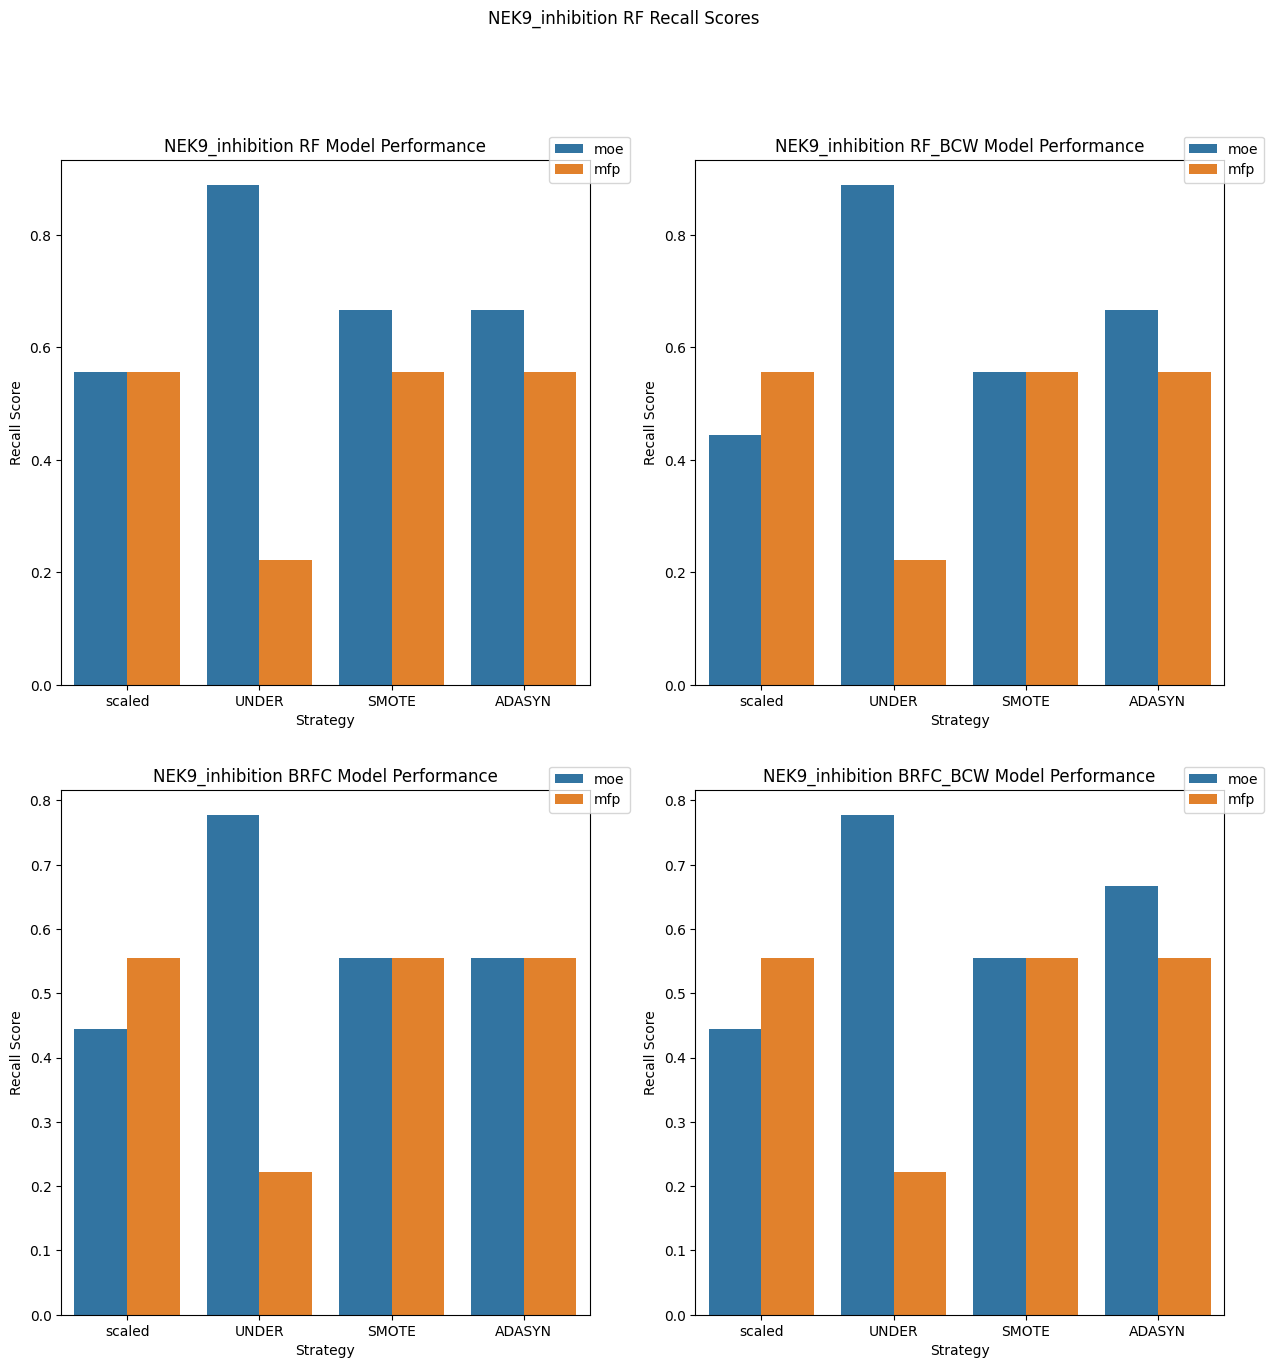 NEK9_inhibition RF Recall Scores
NEK9_inhibition RF Model Performance
moe
mfp
0.8
0.6
0.4
0.2
0.0
Recall Score
scaled UNDER SMOTE ADASYN
Strategy
NEK9_inhibition RF_BCW Model Performance
moe
mfp
0.8
0.6
0.4
0.2
0.0
Recall Score
scaled UNDER SMOTE ADASYN
Strategy
NEK9_inhibition BRFC Model Performance
moe
mfp
0.8
0.7
0.6
0.5
0.4
0.3
0.2
0.1
0.0
Recall Score
scaled UNDER SMOTE ADASYN
Strategy
NEK9_inhibition BRFC_BCW Model Performance
moe
mfp
0.8
0.7
0.6
0.5
0.4
0.3
0.2
0.1
0.0
Recall Score
scaled UNDER SMOTE ADASYN
Strategy